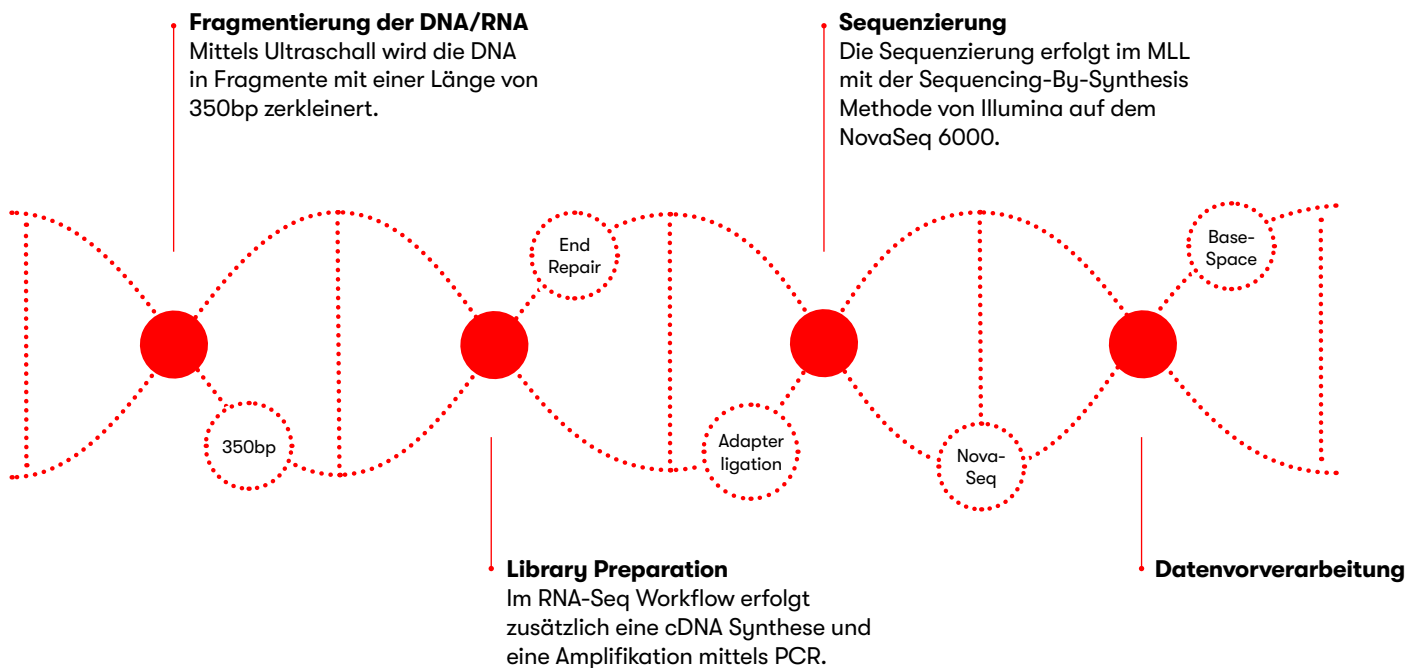 Fragmentierung der DNA/RNA
Mittels Ultraschall wird die DNA
in Fragmente mit einer Länge von
350bp zerkleinert.
Sequenzierung
Die Sequenzierung erfolgt im MLL
mit der Sequencing-By-Synthesis
Methode von Illumina auf dem
NovaSeq 6000.
End
Repair
Base-
Space
350bp
Adapter
ligation
Nova-
Seq
Library Preparation
Im RNA-Seq Workflow erfolgt
zusätzlich eine cDNA Synthese und
eine Amplifikation mittels PCR.
Datenvorverarbeitung